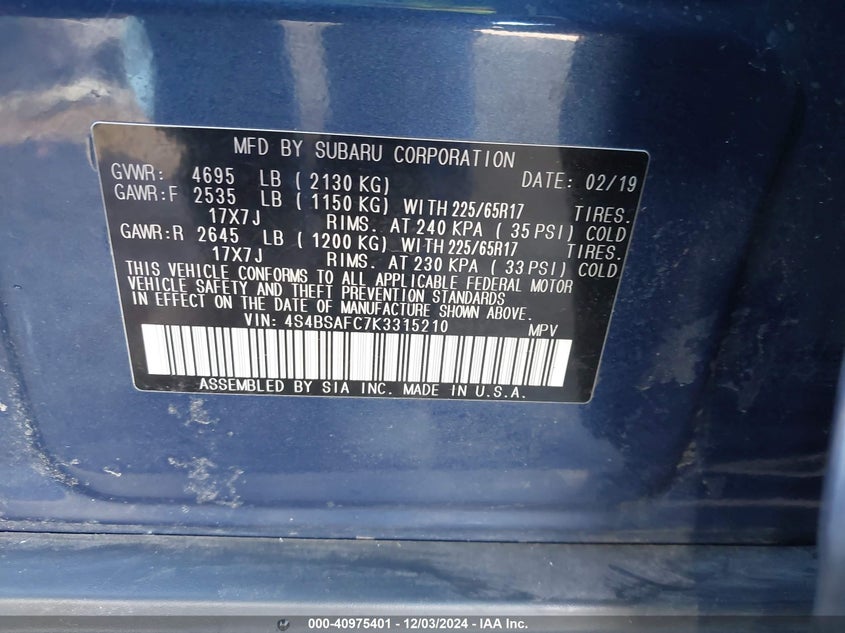 MFD BY SUBARU CORPORATION
GVWR: 4695 LB ( 2130 KG) DATE: 02/19
GAWR:F 2535 LB ( 1150 KG) WITH 225/65R17 TIRES.
17X7J RIMS. AT 240 KPA ( 35 PSI) COLD
GAWR:R 2645 LB ( 1200 KG) WITH 225/65R17 TIRES.
17X7J RIMS. AT 230 KPA ( 33 PSI) COLD
THIS VEHICLE CONFORMS TO ALL APPLICABLE FEDERAL MOTOR
VEHICLE SAFETY AND THEFT PREVENTION STANDARDS
IN EFFECT ON THE DATE OF MANUFACTURE SHOWN ABOVE.
VIN: 4S4BSAFC7K3315210 MPV
ASSEMBLED BY SIA INC. MADE IN U.S.A.
000-40975401 - 12/03/2024 - IAA Inc.